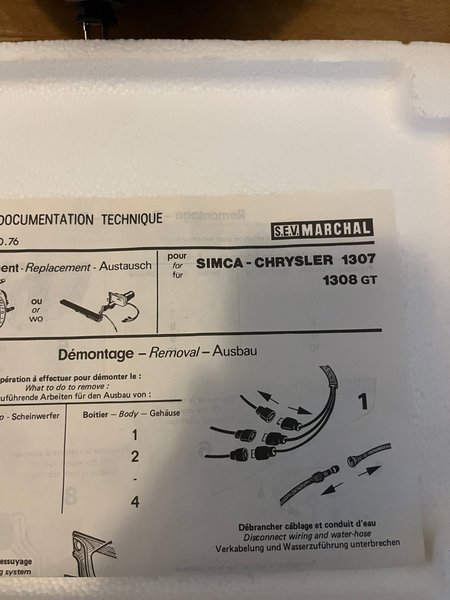 DOCUMENTATION TECHNIQUE
S.E.V. MARCHAL
.76
ent - Replacement - Austausch
pour
for
für
SIMCA - CHRYSLER 1307
1308 GT
ou
or
wo
Démontage - Removal - Ausbau
pération à effectuer pour démonter le :
What to do to remove :
zuführende Arbeiten für den Ausbau von :
p - Scheinwerfer
Boitier - Body - Gehäuse
1
2
-
4
1
Débrancher câblage et conduit d'eau
Disconnect wiring and water-hose
Verkabelung und Wasserzuführung unterbrechen
essuyage
ng system